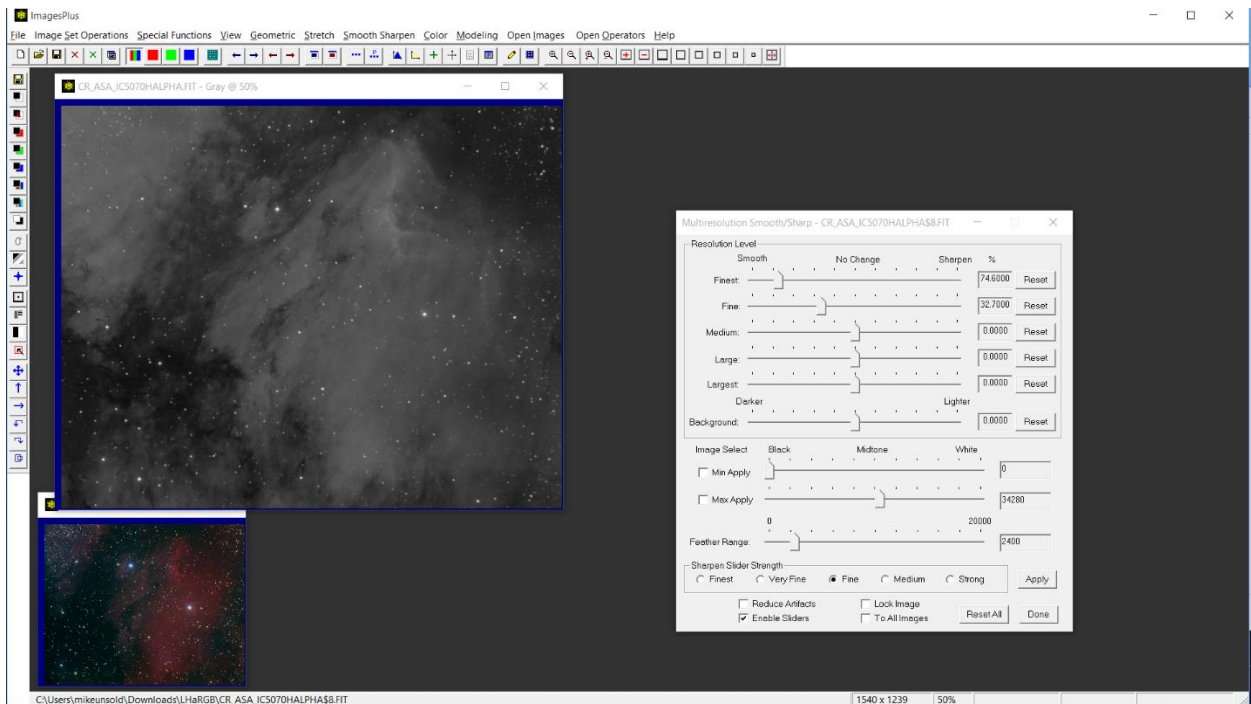 ImagesPlus
File Image Set Operations Special Functions View Geometric Stretch Smooth Sharpen Color Modeling Open Images Open Operators Help
CR_ASA_IC5070HALPHA.FIT - Gray @ 50%
Multiresolution Smooth/Sharp - CR_ASA_IC5070HALPHA$8.FIT
Resolution Level
Smooth No Change Sharpen %
Finest: 74.6000 Reset
Fine: 32.7000 Reset
Medium: 0.0000 Reset
Large: 0.0000 Reset
Largest: 0.0000 Reset
Darker Lighter
Background: 0.0000 Reset
Image Select Black Midtone White
Min Apply 0
Max Apply 34280
0 20000
Feather Range: 2400
Sharpen Slider Strength
Finest Very Fine Fine Medium Strong Apply
Reduce Artifacts Lock Image
Enable Sliders To All Images Reset All Done
C:\Users\mikeunsold\Downloads\LHaRGB\CR_ASA_IC5070HALPHA$8.FIT 1540 x 1239 50%